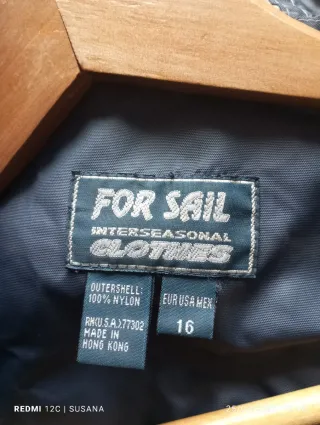 FOR SAIL
INTERSEASONAL
CLOTHES
OUTERSHELL:
100% NYLON
RN(U.S.A.):77302
MADE IN
HONG KONG
EUR USA MEX
16
REDMI 12C | SUSANA